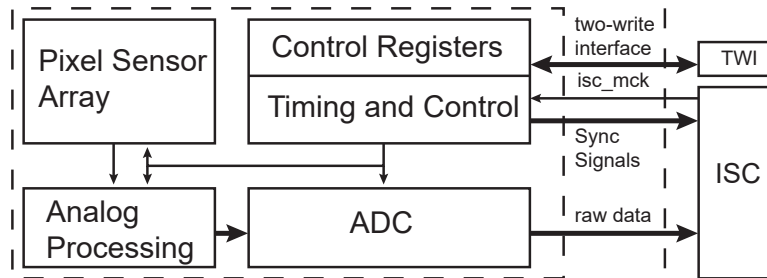 Pixel Sensor
Array
Control Registers
Timing and Control
two-write
interface
TWI
isc_mck
Sync
Signals
ISC
Analog
Processing
ADC
raw data